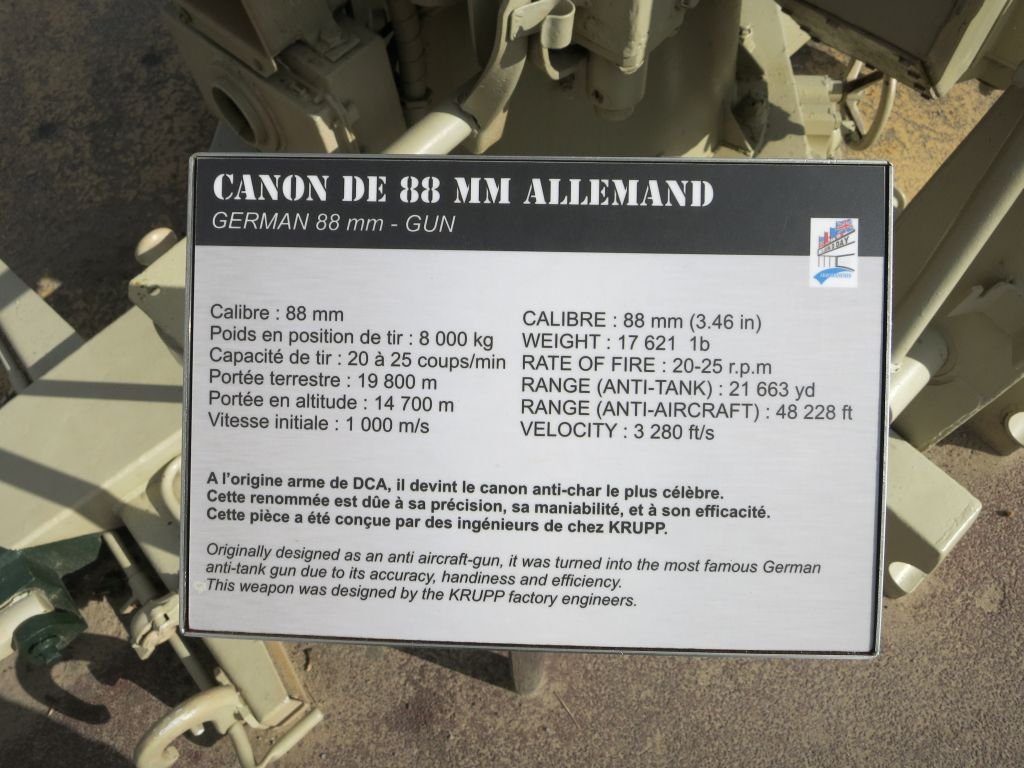 CANON DE 88 MM ALLEMAND
GERMAN 88 mm - GUN
Calibre : 88 mm
Poids en position de tir : 8 000 kg
Capacité de tir : 20 à 25 coups/min
Portée terrestre : 19 800 m
Portée en altitude : 14 700 m
Vitesse initiale : 1 000 m/s
CALIBRE : 88 mm (3.46 in)
WEIGHT : 17 621 1b
RATE OF FIRE : 20-25 r.p.m
RANGE (ANTI-TANK) : 21 663 yd
RANGE (ANTI-AIRCRAFT) : 48 228 ft
VELOCITY : 3 280 ft/s
A l'origine arme de DCA, il devint le canon anti-char le plus célèbre.
Cette renommée est dûe à sa précision, sa maniabilité, et à son efficacité.
Cette pièce a été conçue par des ingénieurs de chez KRUPP.
Originally designed as an anti aircraft-gun, it was turned into the most famous German
anti-tank gun due to its accuracy, handiness and efficiency.
This weapon was designed by the KRUPP factory engineers.